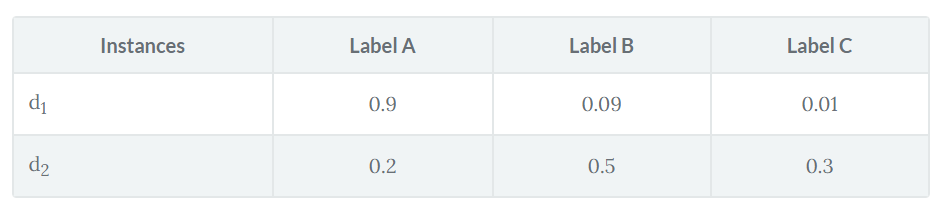 Instances Label A Label B Label C
d₁ 0.9 0.09 0.01
d₂ 0.2 0.5 0.3